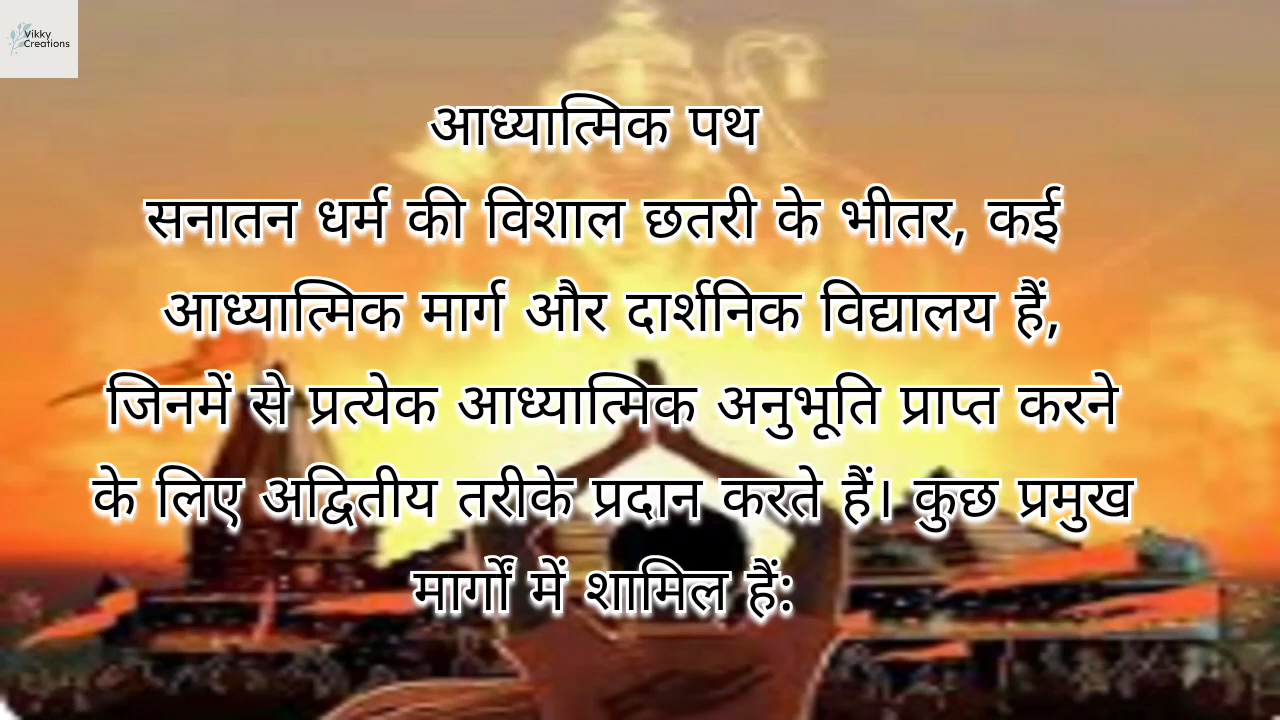 Vikky
Creations
आध्यात्मिक पथ
सनातन धर्म की विशाल छतरी के भीतर, कई
आध्यात्मिक मार्ग और दार्शनिक विद्यालय हैं,
जिनमें से प्रत्येक आध्यात्मिक अनुभूति प्राप्त करने
के लिए अद्वितीय तरीके प्रदान करते हैं। कुछ प्रमुख
मार्गों में शामिल हैं: